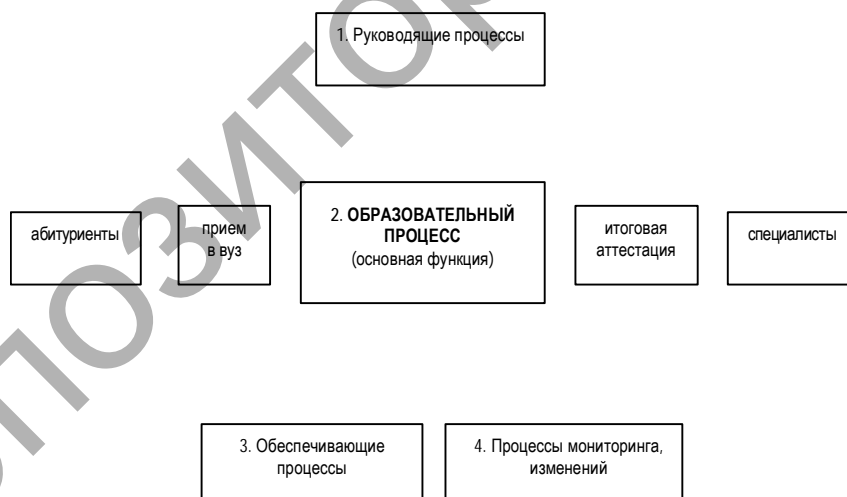 1. Руководящие процессы
абитуриенты
прием
в вуз
2. ОБРАЗОВАТЕЛЬНЫЙ
ПРОЦЕСС
(основная функция)
итоговая
аттестация
специалисты
3. Обеспечивающие
процессы
4. Процессы мониторинга,
изменений